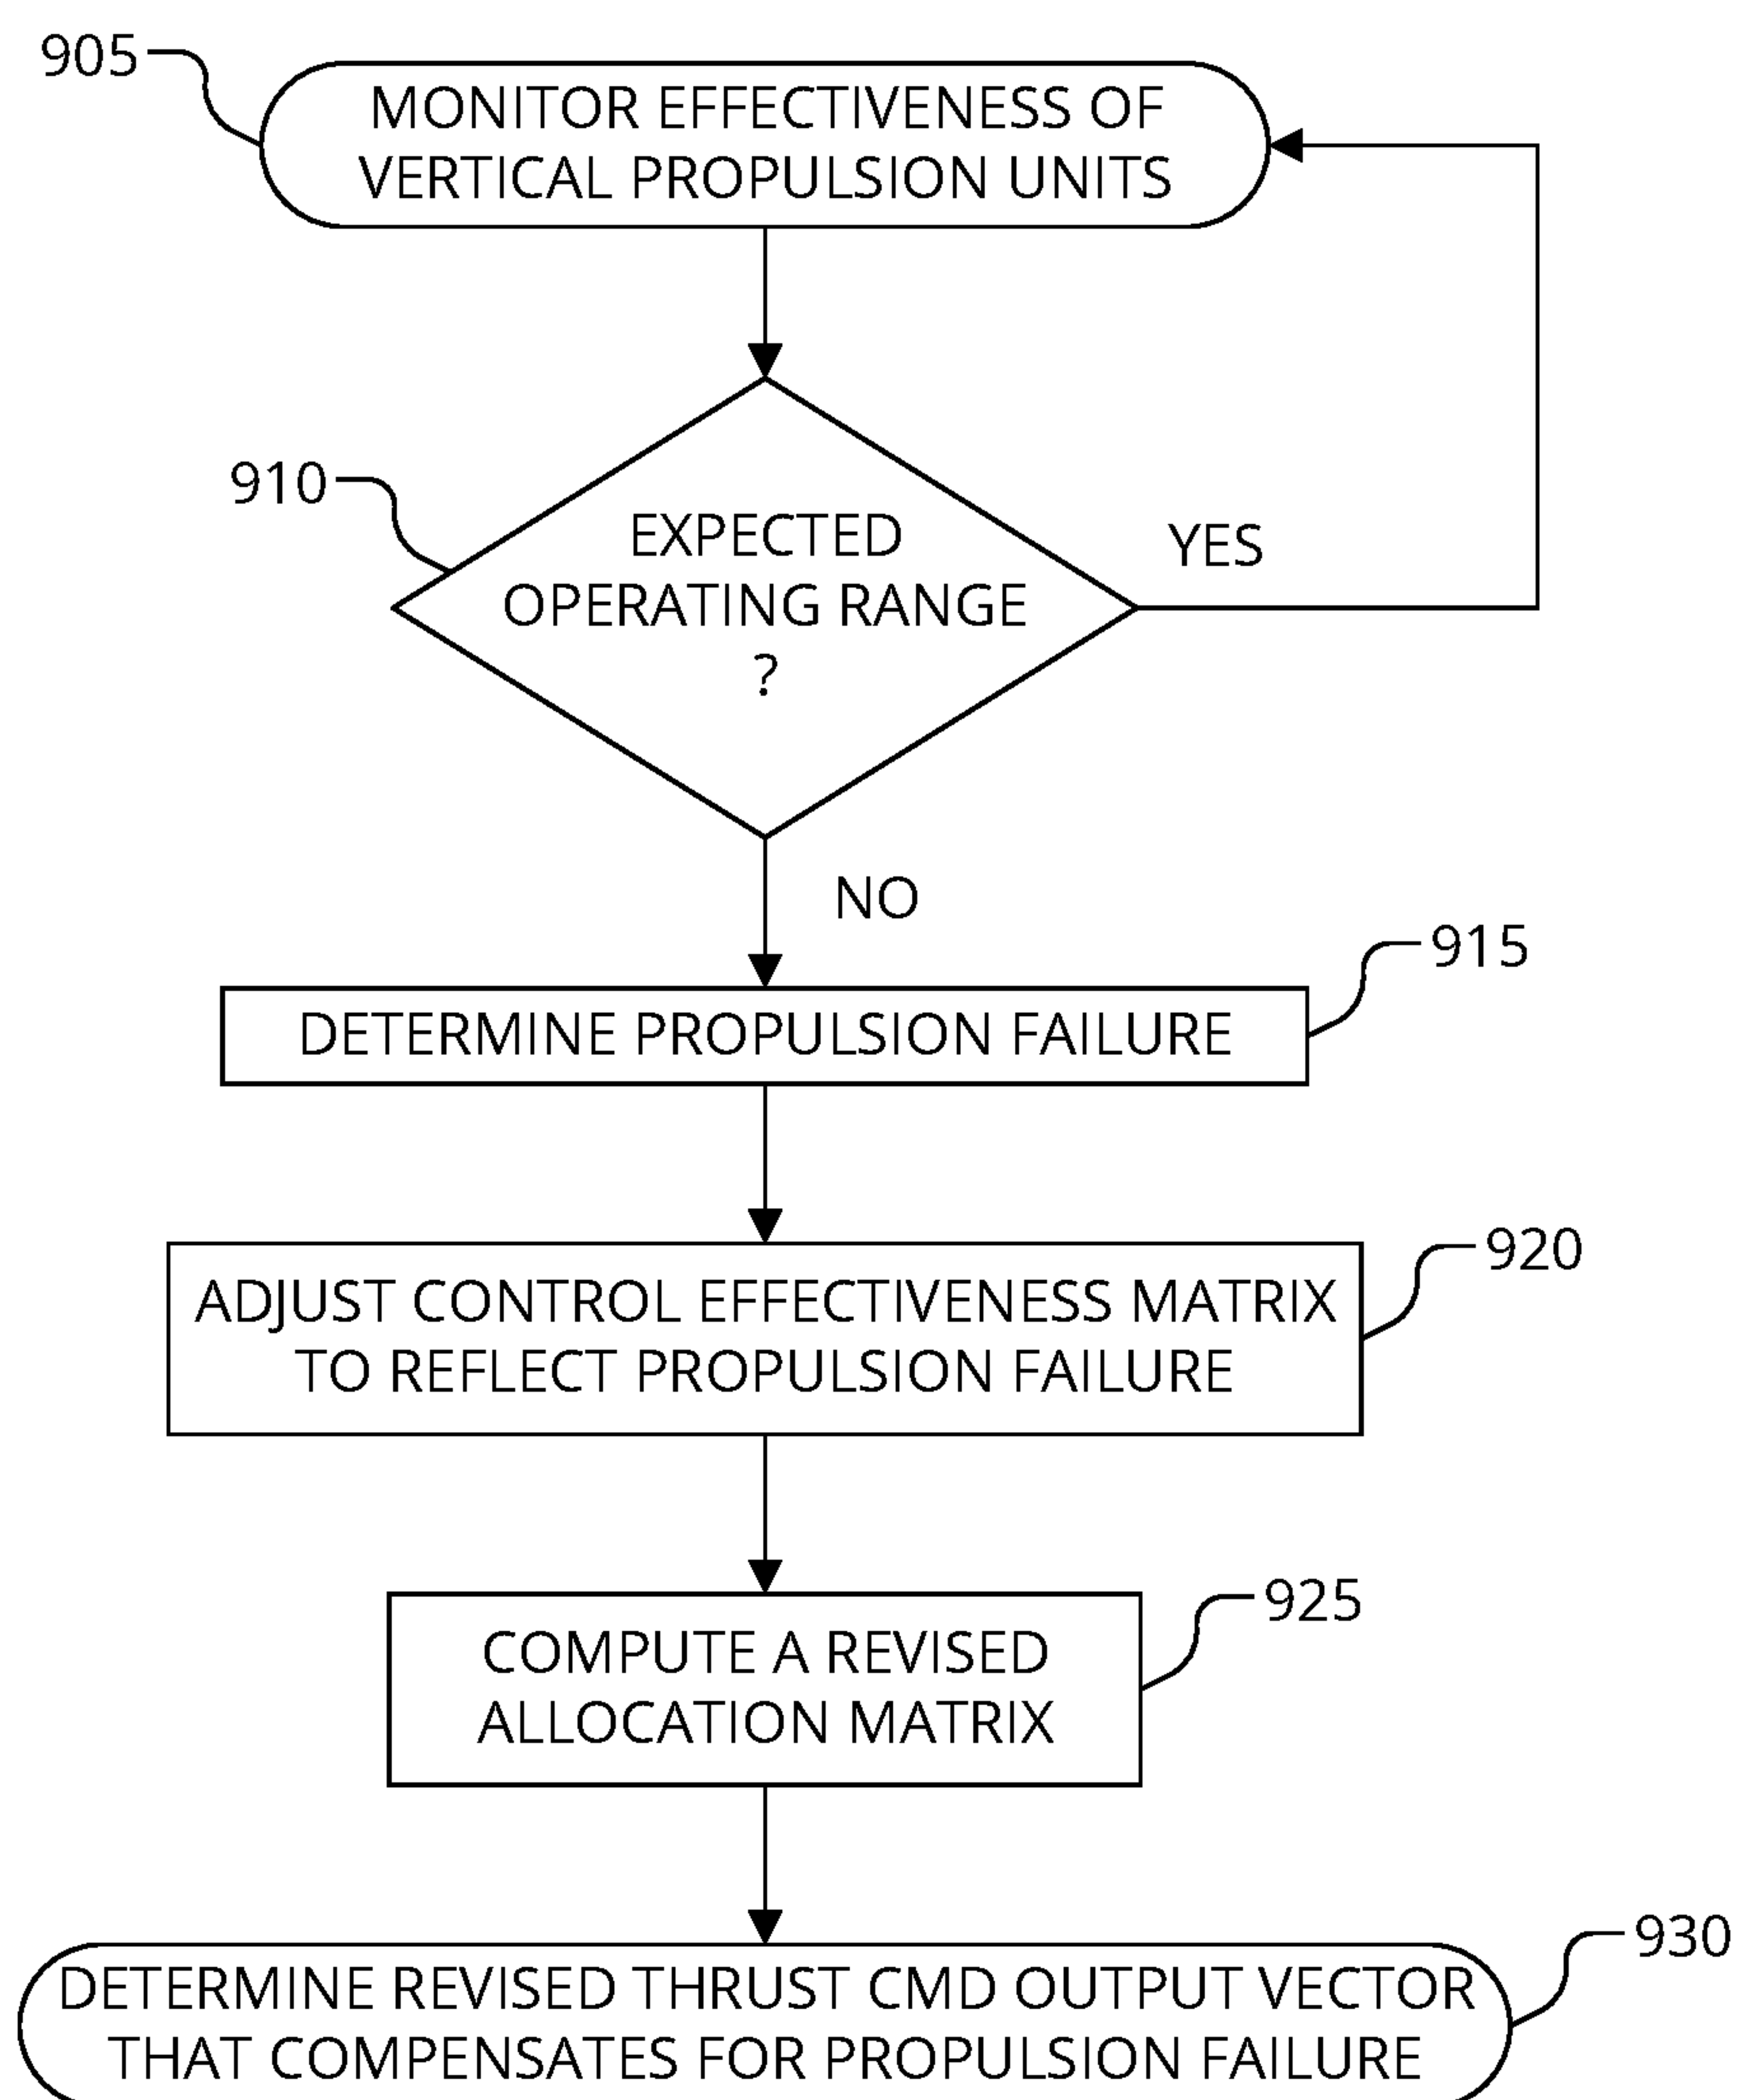 905
MONITOR EFFECTIVENESS OF
VERTICAL PROPULSION UNITS
910
EXPECTED
OPERATING RANGE
?
YES
NO
915
DETERMINE PROPULSION FAILURE
920
ADJUST CONTROL EFFECTIVENESS MATRIX
TO REFLECT PROPULSION FAILURE
925
COMPUTE A REVISED
ALLOCATION MATRIX
930
DETERMINE REVISED THRUST CMD OUTPUT VECTOR
THAT COMPENSATES FOR PROPULSION FAILURE